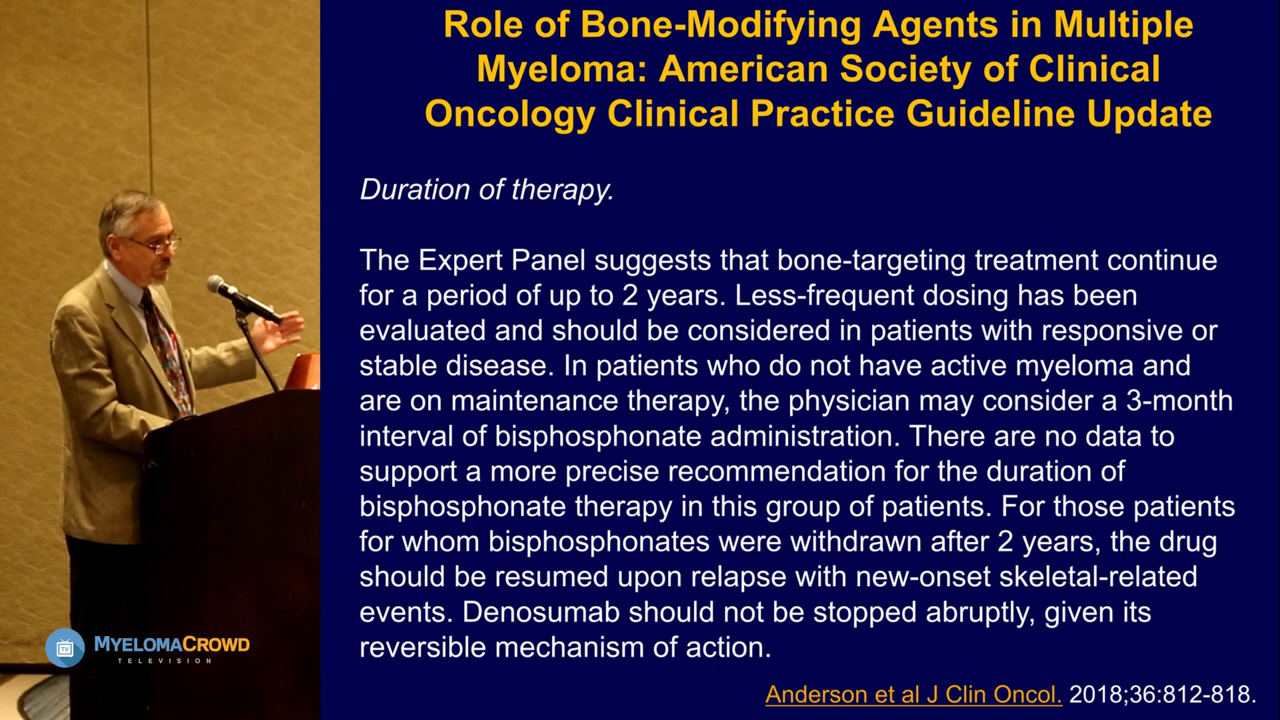 Role of Bone-Modifying Agents in Multiple
Myeloma: American Society of Clinical
Oncology Clinical Practice Guideline Update
Duration of therapy.
The Expert Panel suggests that bone-targeting treatment continue
for a period of up to 2 years. Less-frequent dosing has been
evaluated and should be considered in patients with responsive or
stable disease. In patients who do not have active myeloma and
are on maintenance therapy, the physician may consider a 3-month
interval of bisphosphonate administration. There are no data to
support a more precise recommendation for the duration of
bisphosphonate therapy in this group of patients. For those patients
for whom bisphosphonates were withdrawn after 2 years, the drug
should be resumed upon relapse with new-onset skeletal-related
events. Denosumab should not be stopped abruptly, given its
reversible mechanism of action.
Anderson et al J Clin Oncol. 2018;36:812-818.
TV
MYELOMACROWD
TELEVISION